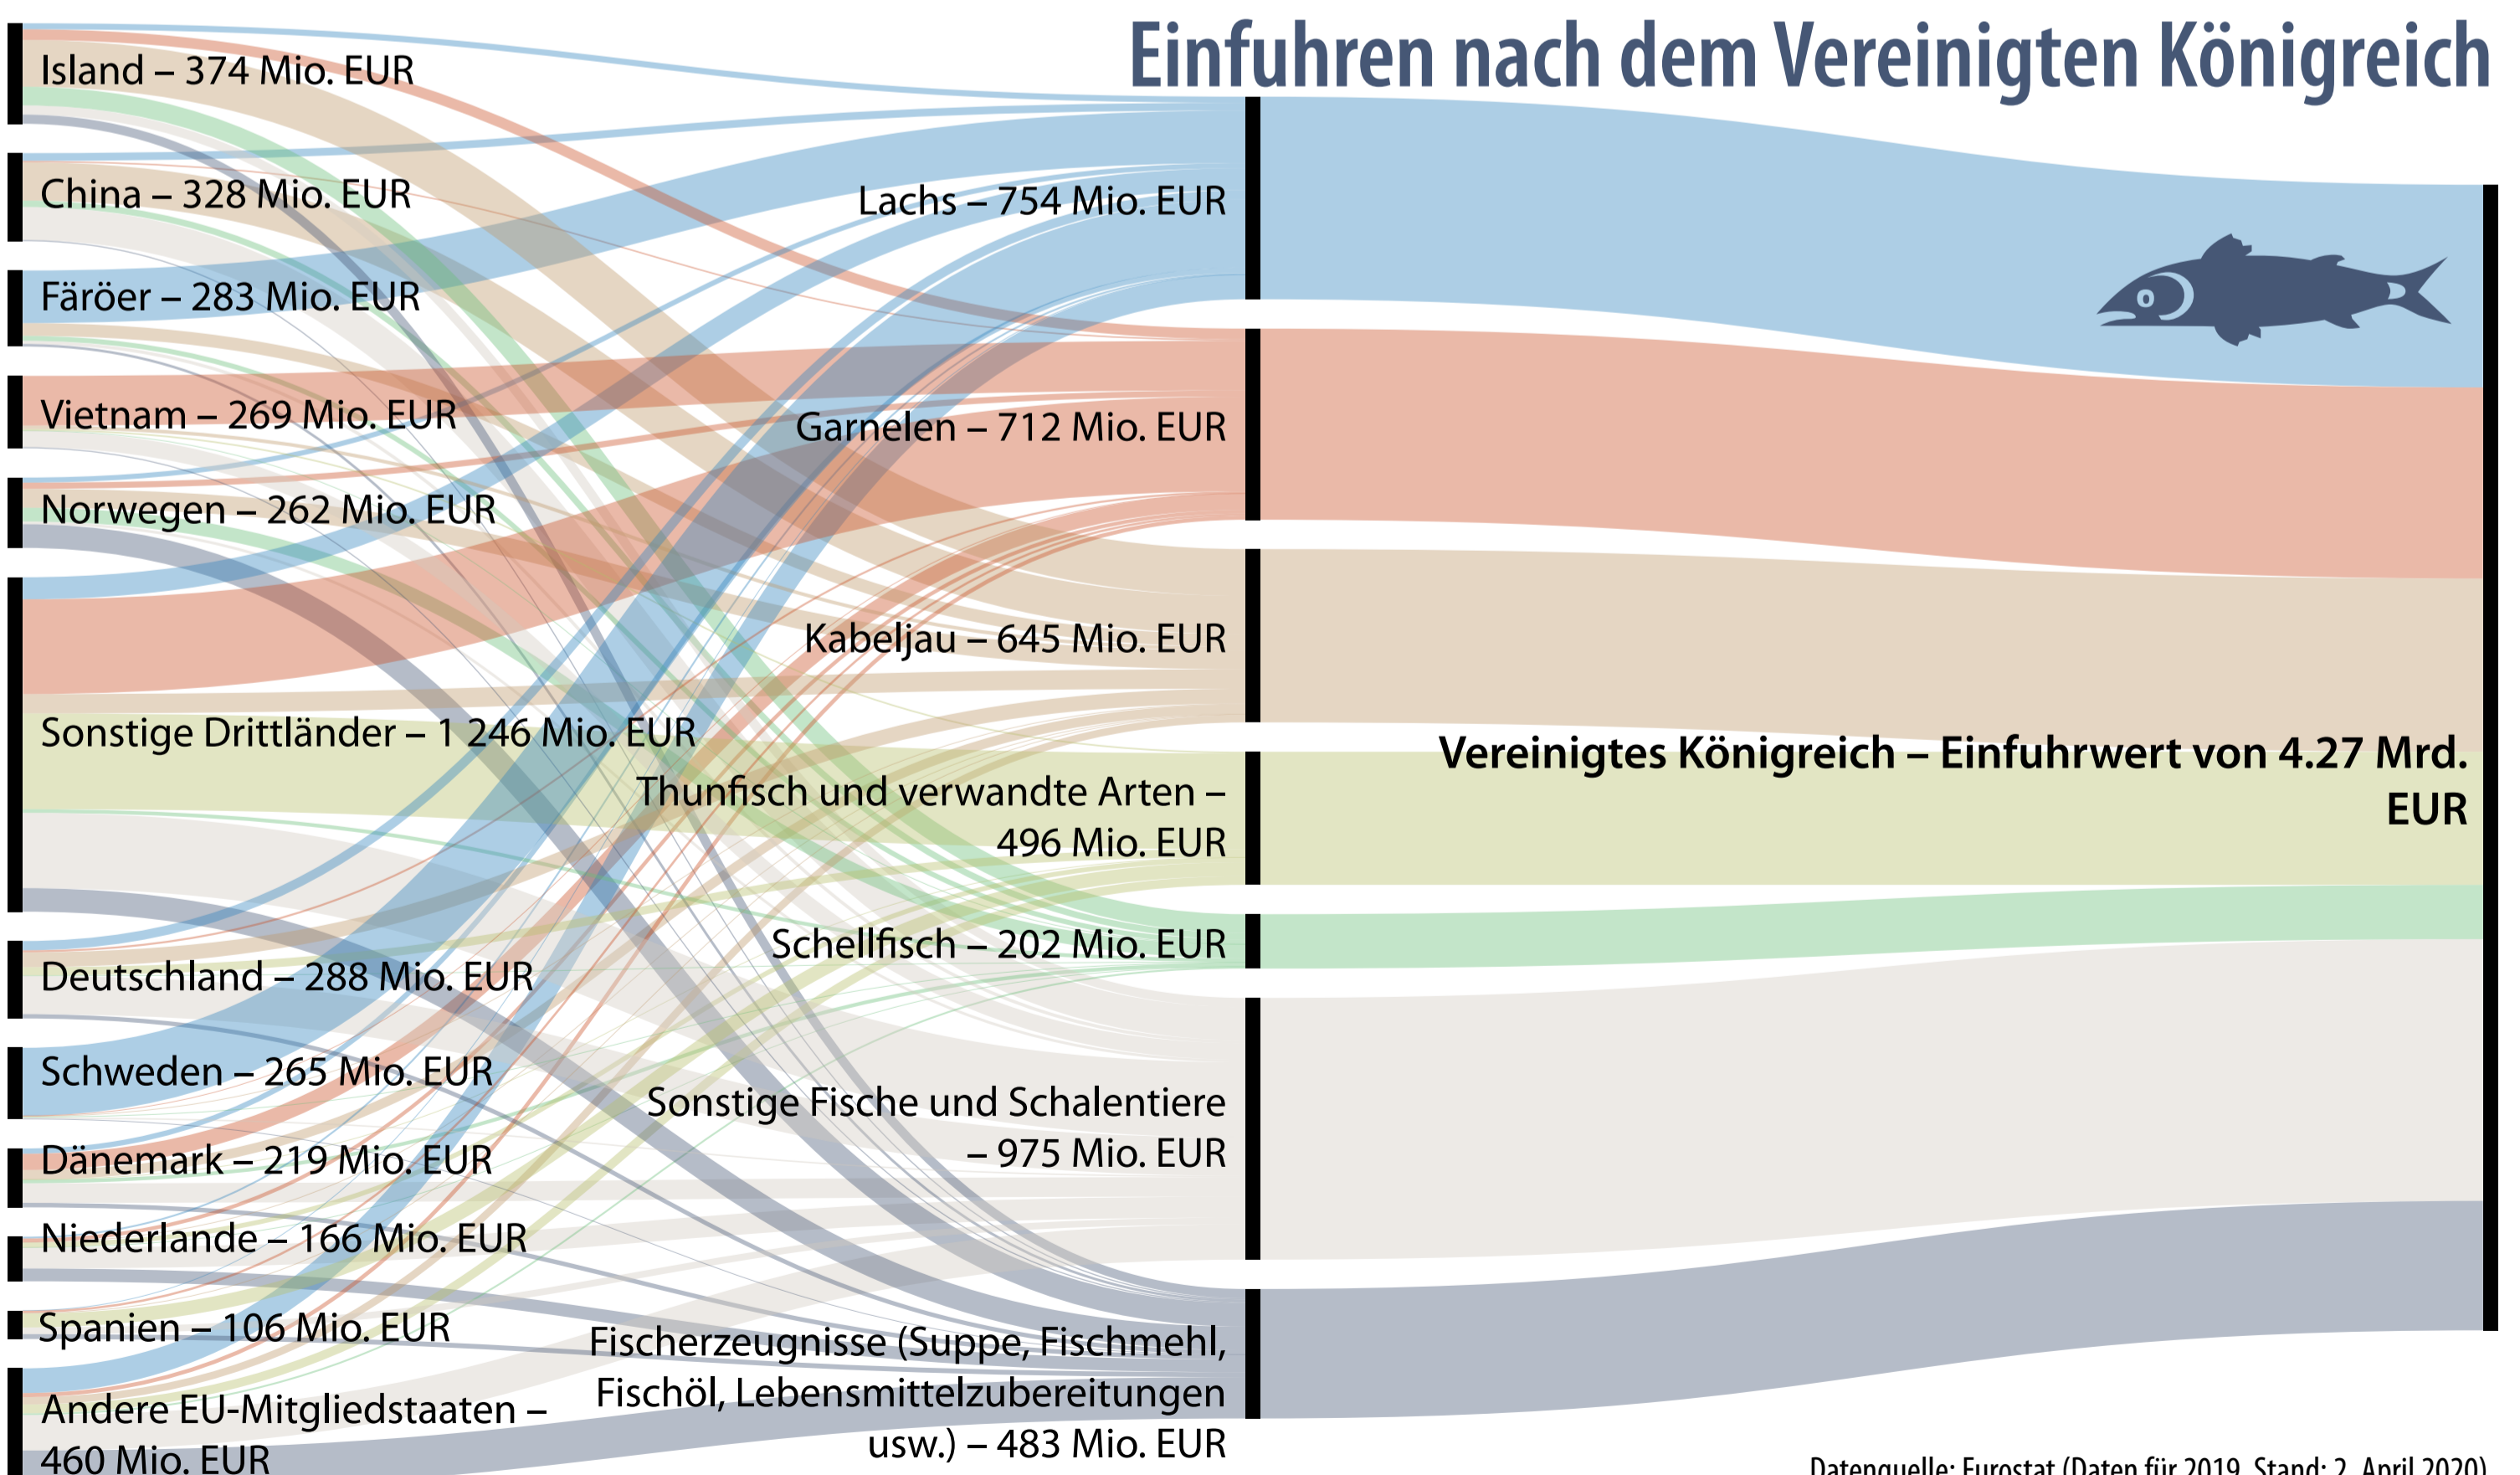 Einfuhren nach dem Vereinigten Königreich
Island – 374 Mio. EUR
China – 328 Mio. EUR
Färöer – 283 Mio. EUR
Vietnam – 269 Mio. EUR
Norwegen – 262 Mio. EUR
Sonstige Drittländer – 1 246 Mio. EUR
Deutschland – 288 Mio. EUR
Schweden – 265 Mio. EUR
Dänemark – 219 Mio. EUR
Niederlande – 166 Mio. EUR
Spanien – 106 Mio. EUR
Andere EU-Mitgliedstaaten –
460 Mio. EUR
Lachs – 754 Mio. EUR
Garnelen – 712 Mio. EUR
Kabeljau – 645 Mio. EUR
Thunfisch und verwandte Arten –
496 Mio. EUR
Schellfisch – 202 Mio. EUR
Sonstige Fische und Schalentiere
– 975 Mio. EUR
Fischerzeugnisse (Suppe, Fischmehl,
Fischöl, Lebensmittelzubereitungen
usw.) – 483 Mio. EUR
Vereinigtes Königreich – Einfuhrwert von 4.27 Mrd.
EUR
Datenquelle: Eurostat (Daten für 2019, Stand: 2. April 2020)